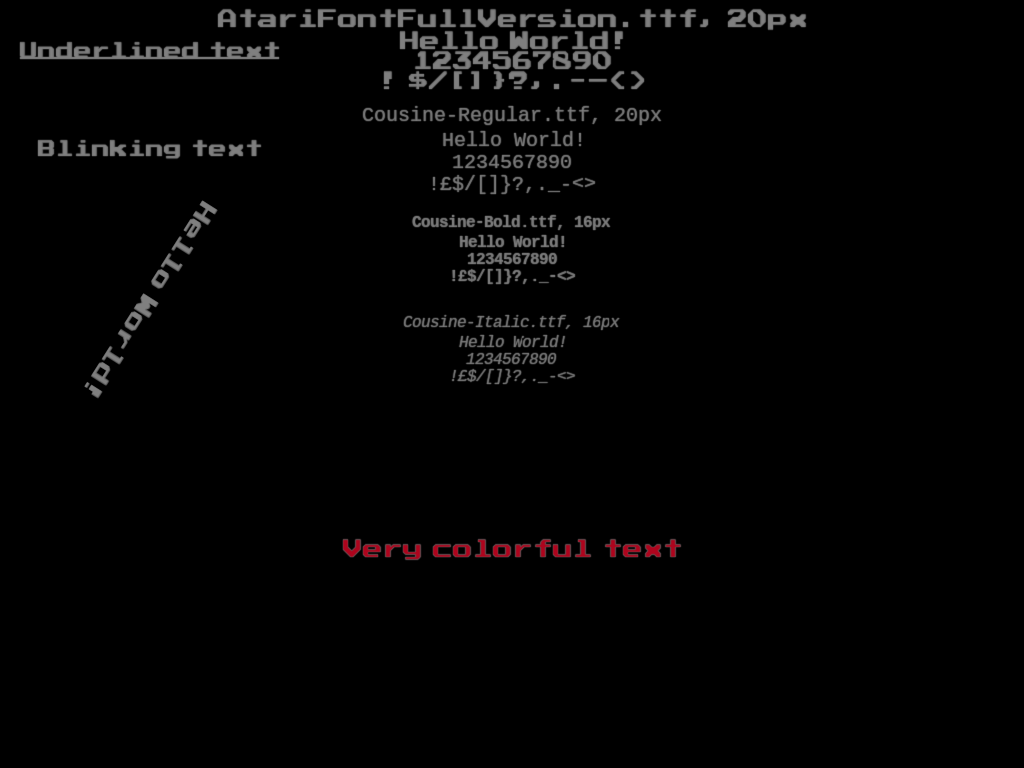 AtariFontFullVersion.ttf, 20px
Hello World!
1234567890
! $/[]}?,.--<>
Underlined text
Cousine-Regular.ttf, 20px
Hello World!
1234567890
!£$/[]}?,._-<>
Blinking text
Cousine-Bold.ttf, 16px
Hello World!
1234567890
!£$/[]}?,._-<>
Hello World!
Cousine-Italic.ttf, 16px
Hello World!
1234567890
!£$/[]}?,._-<>
Very colorful text